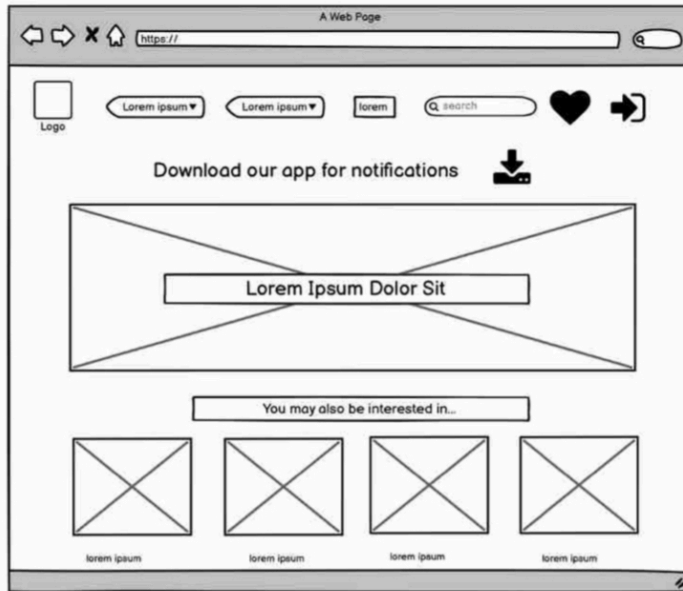 A Web Page
https://
Lorem ipsum Lorem ipsum lorem search
Logo
Download our app for notifications
Lorem Ipsum Dolor Sit
You may also be interested in...
lorem ipsum lorem ipsum lorem ipsum lorem ipsum